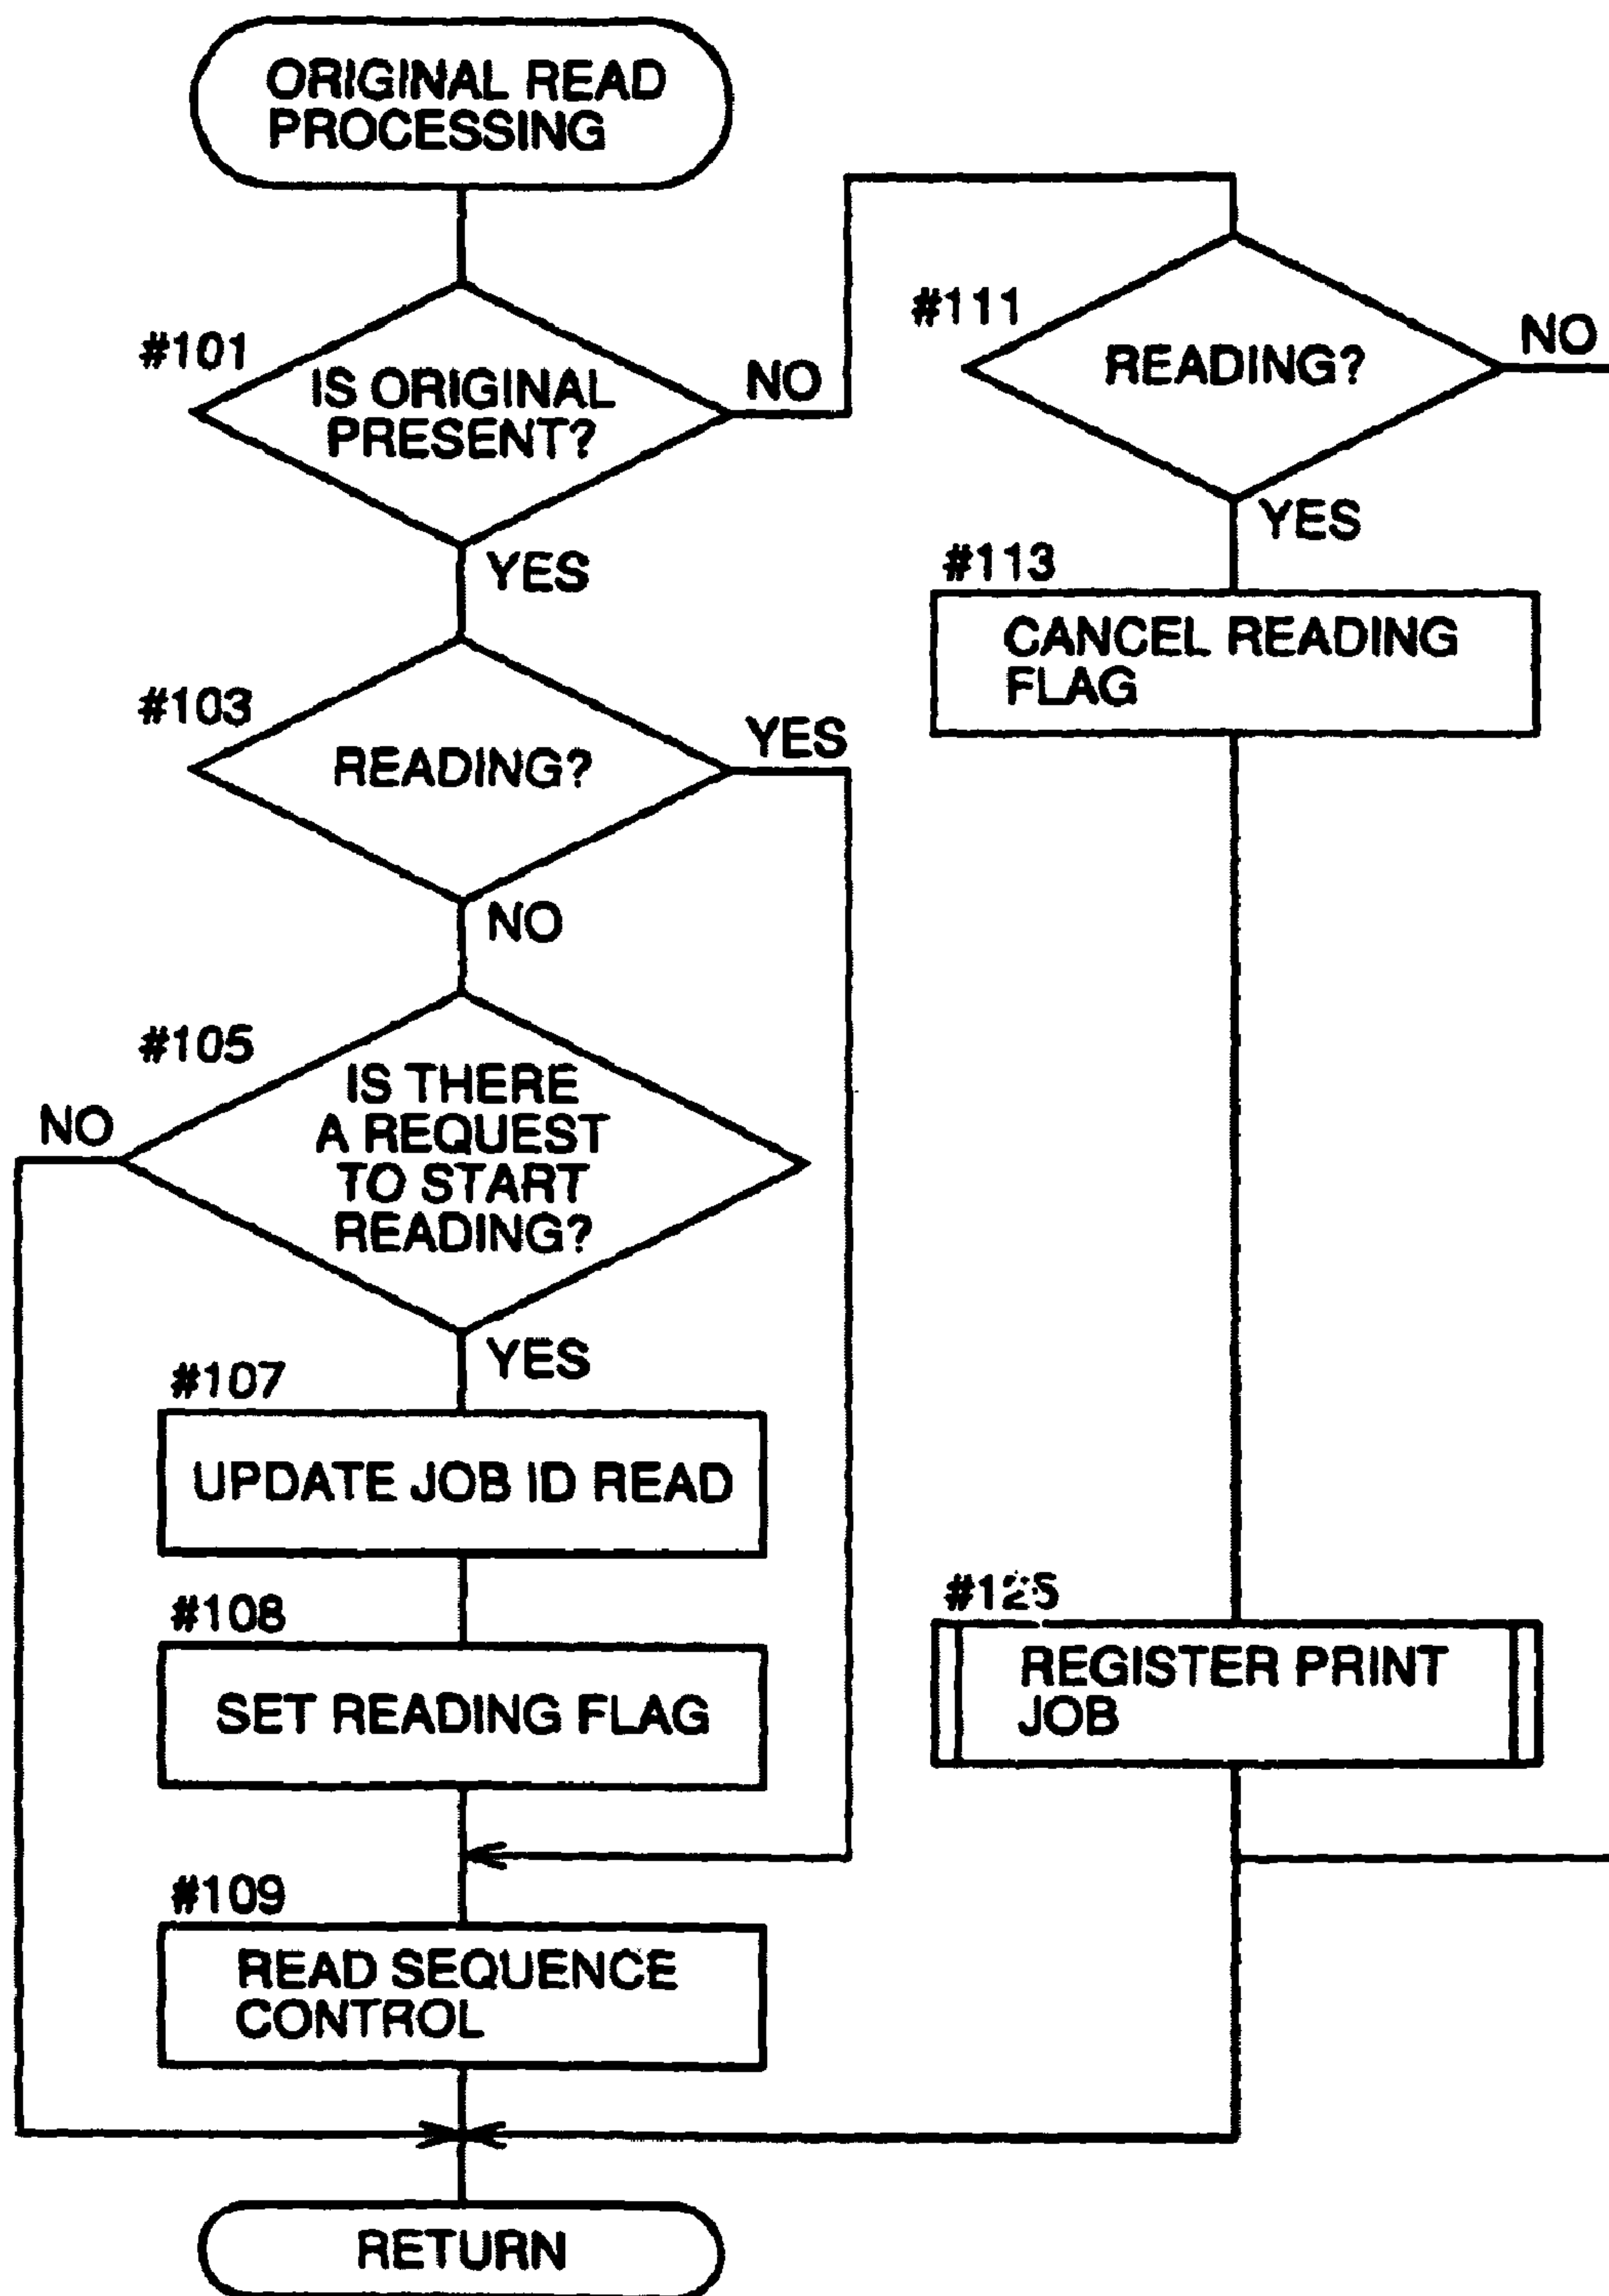 ORIGINAL READ
PROCESSING
#101
IS ORIGINAL
PRESENT?
NO
YES
#103
READING?
YES
NO
#105
IS THERE
A REQUEST
TO START
READING?
NO
YES
#107
UPDATE JOB ID READ
#108
SET READING FLAG
#109
READ SEQUENCE
CONTROL
RETURN
#111
READING?
NO
YES
#113
CANCEL READING
FLAG
REGISTER PRINT
JOB